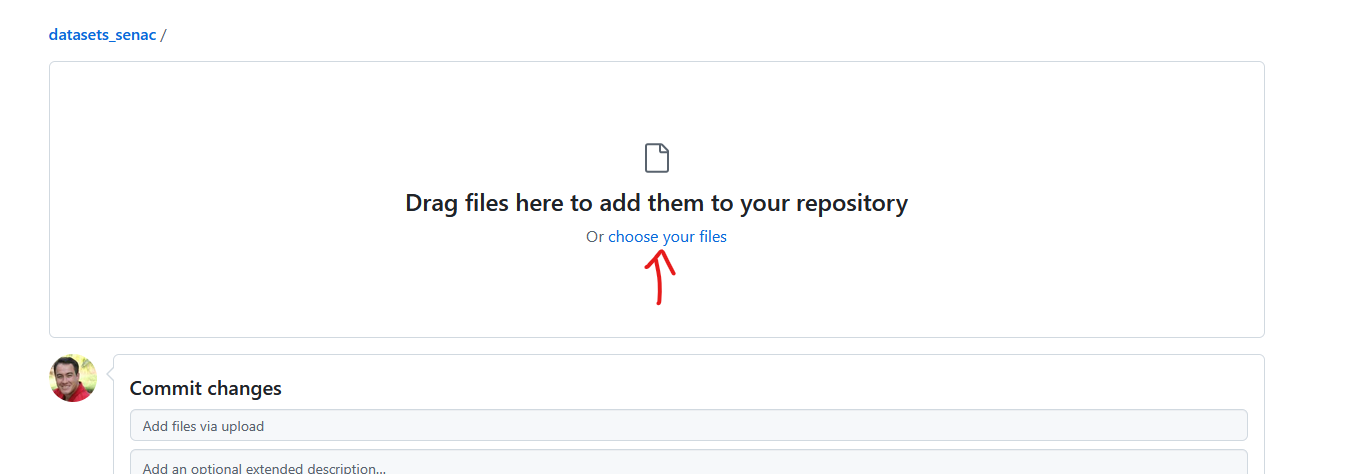 datasets_senac /
Drag files here to add them to your repository
Or choose your files
Commit changes
Add files via upload
Add an optional extended description...